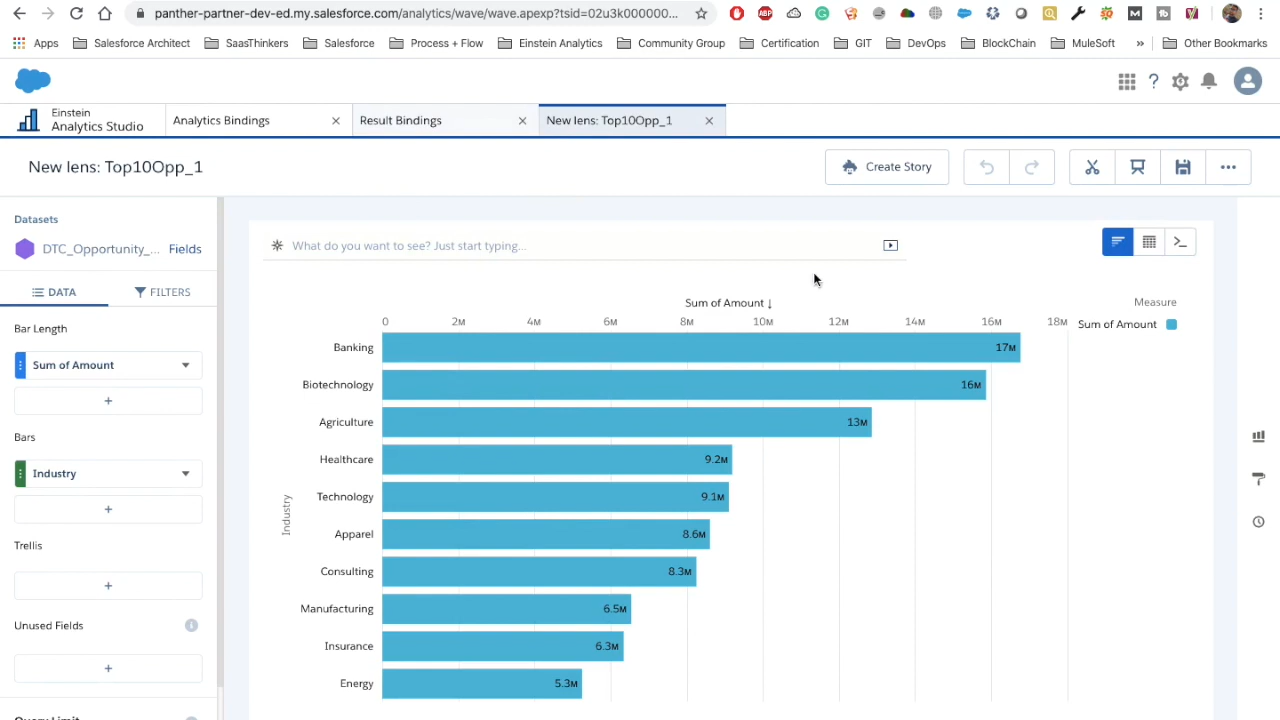 panther-partner-dev-ed.my.salesforce.com/analytics/wave/wave.apexp?tsid=02u3k000000...
Apps Salesforce Architect SaasThinkers Salesforce Process + Flow Einstein Analytics Community Group Certification GIT DevOps BlockChain MuleSoft » Other Bookmarks
Einstein
Analytics Studio
Analytics Bindings
Result Bindings
New lens: Top10Opp_1
New lens: Top10Opp_1
Create Story
Datasets
DTC_Opportunity_... Fields
DATA
FILTERS
Bar Length
Sum of Amount
+
Bars
Industry
+
Trellis
+
Unused Fields
+
Query Limit
What do you want to see? Just start typing...
Sum of Amount ↓
0 2M 4M 6M 8M 10M 12M 14M 16M 18M
Industry
Banking 17M
Biotechnology 16M
Agriculture 13M
Healthcare 9.2M
Technology 9.1M
Apparel 8.6M
Consulting 8.3M
Manufacturing 6.5M
Insurance 6.3M
Energy 5.3M
Measure
Sum of Amount